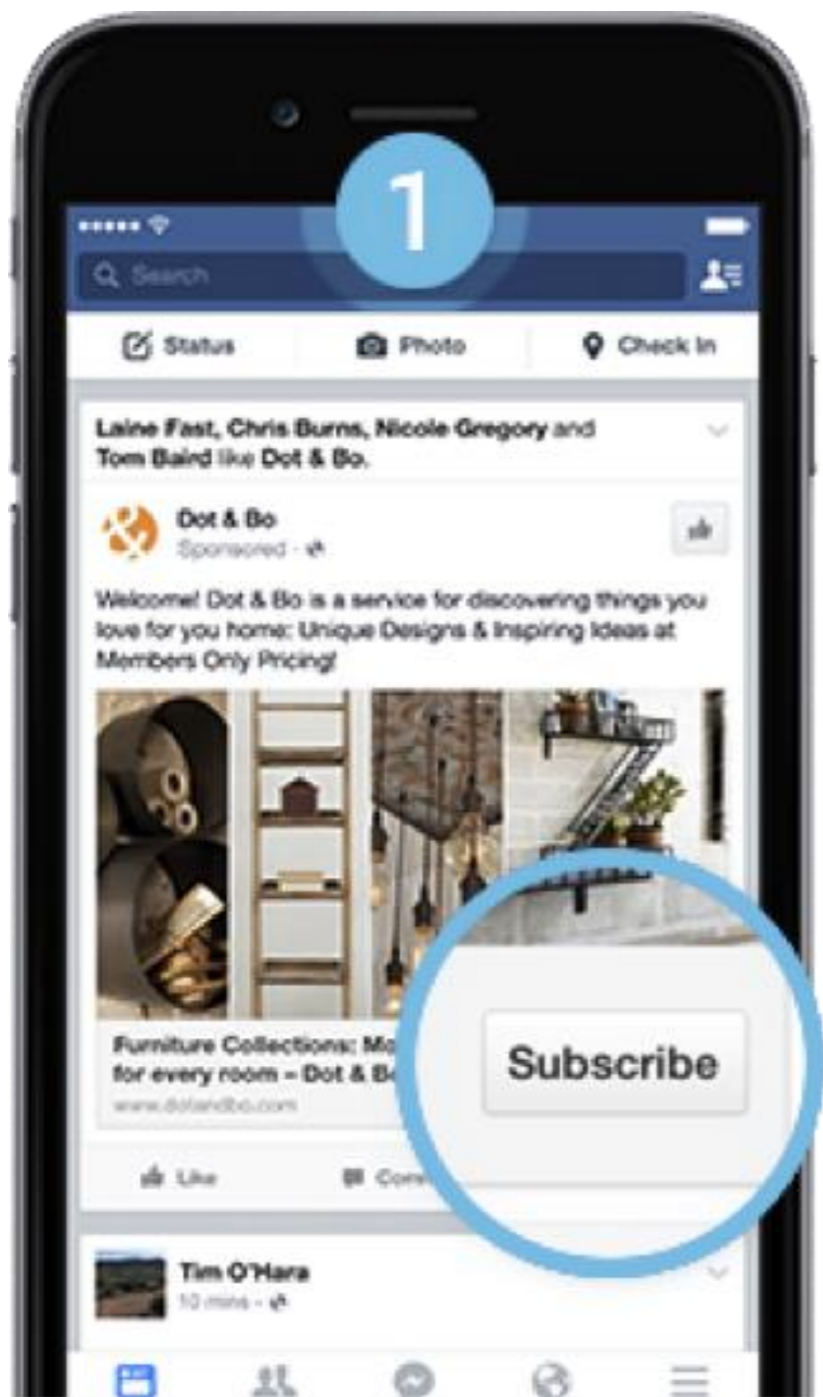 1
Search
Status
Photo
Check In
Laine Fast, Chris Burns, Nicole Gregory and
Tom Baird like Dot & Bo.
Dot & Bo
Sponsored ·
Welcome! Dot & Bo is a service for discovering things you
love for you home: Unique Designs & Inspiring Ideas at
Members Only Pricing!
Furniture Collections:
for every room – Dot &
www.dotandbo.com
Subscribe
Like
Tim O'Hara
10 mins ·